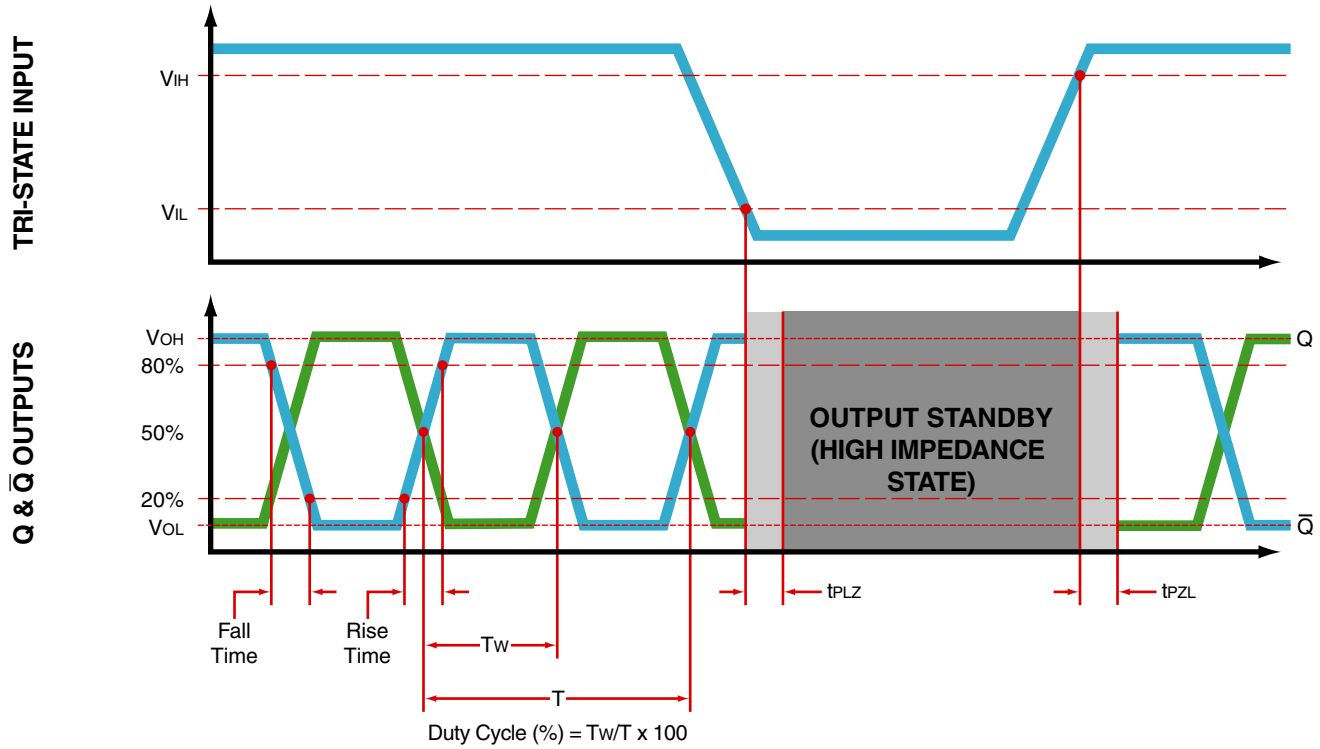 TRI-STATE INPUT
VIH
VIL
Q & Q̅ OUTPUTS
VOH
80%
50%
20%
VOL
OUTPUT STANDBY
(HIGH IMPEDANCE
STATE)
Q
Q̅
Fall
Time
Rise
Time
TW
T
tPLZ
tPZL
Duty Cycle (%) = TW/T x 100